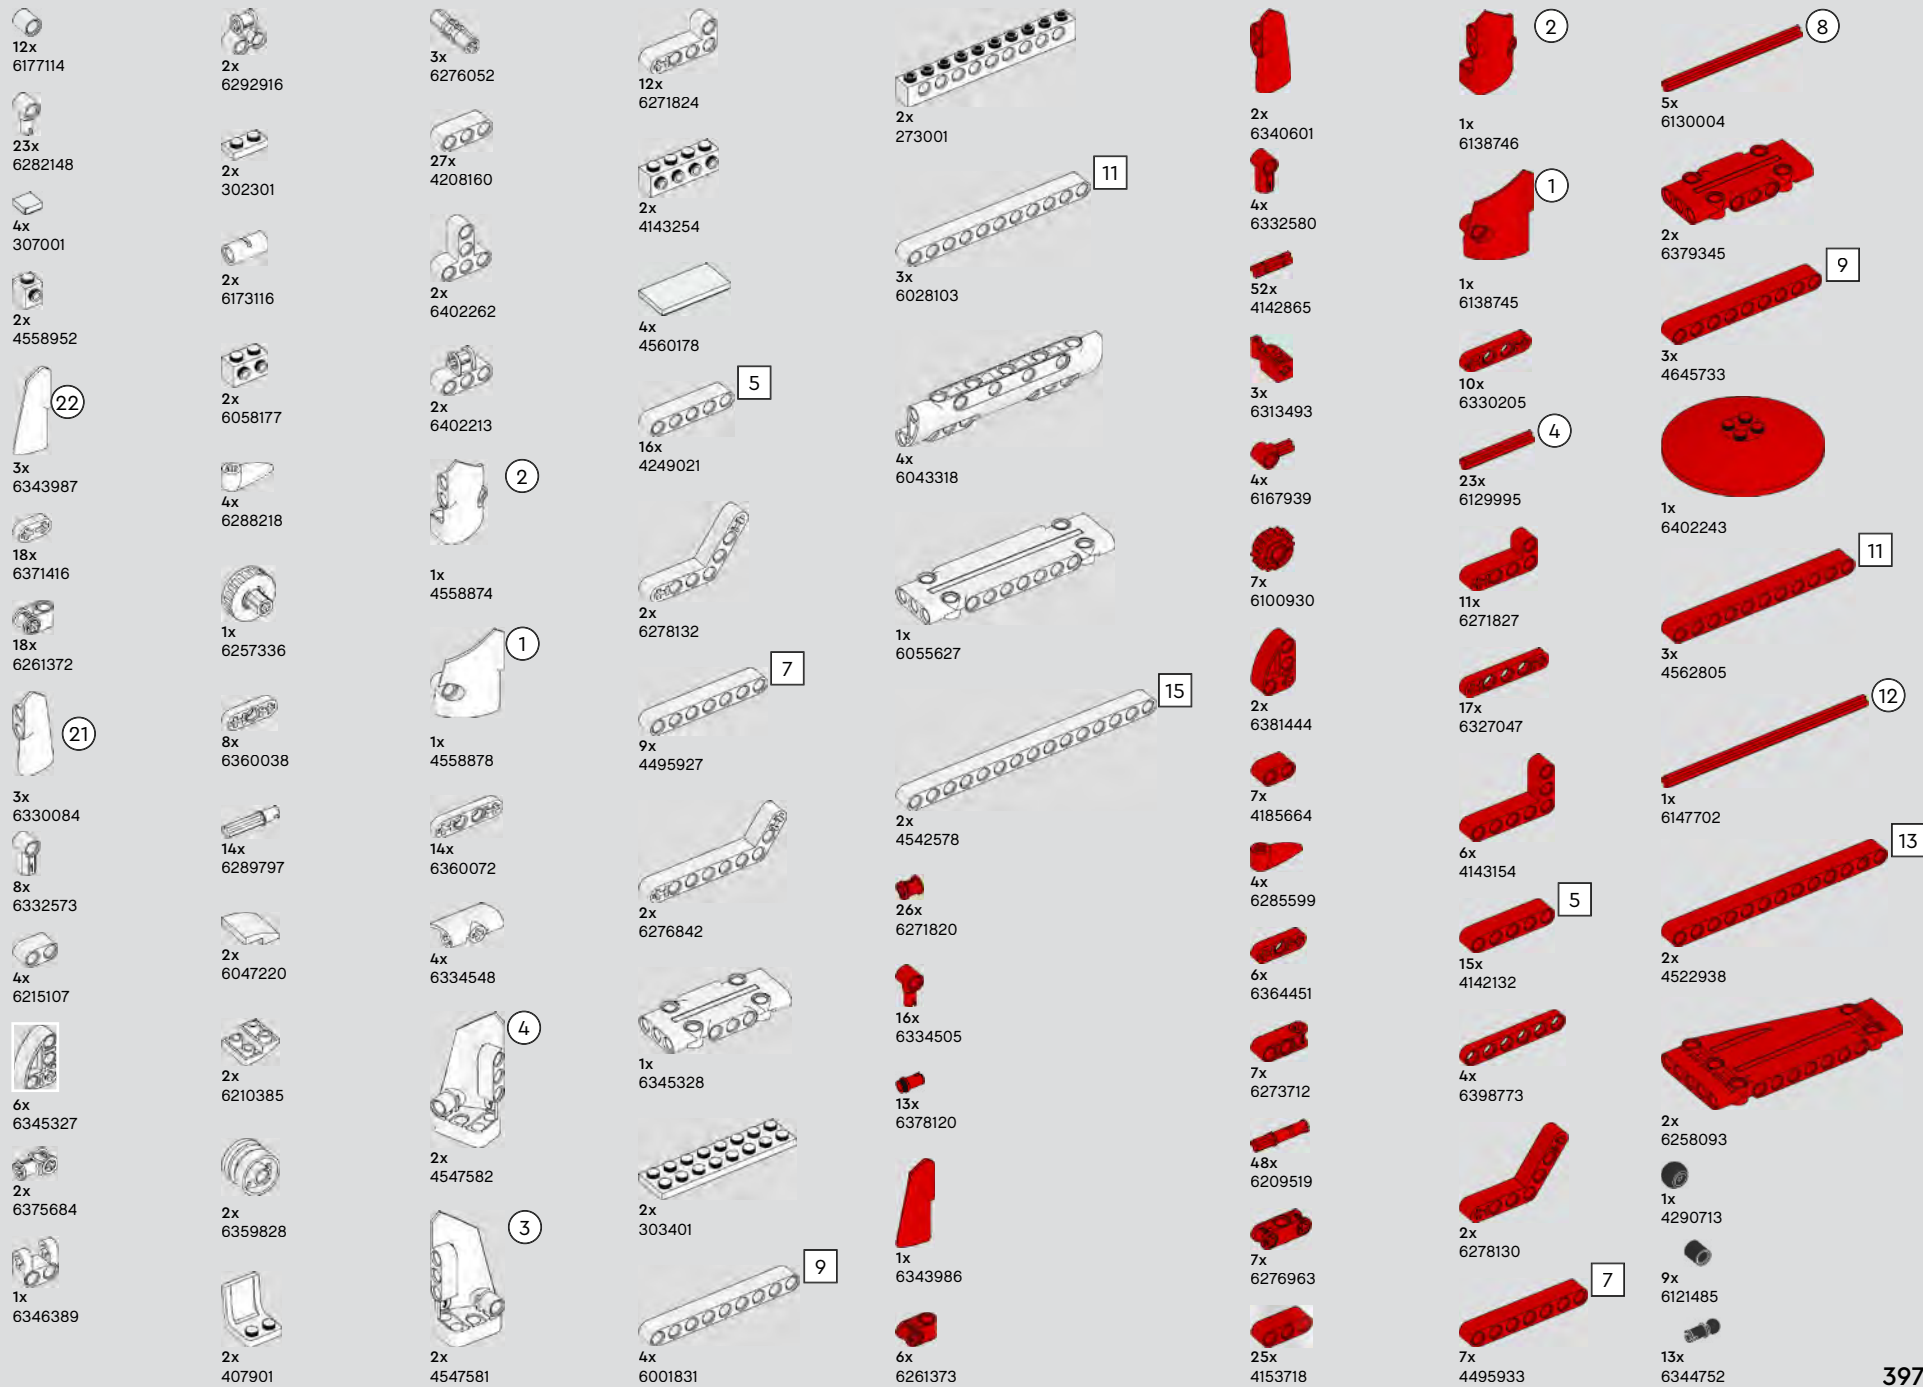 12x
6177114
23x
6282148
4x
307001
2x
4558952
22
3x
6343987
18x
6371416
18x
6261372
21
3x
6330084
8x
6332573
4x
6215107
6x
6345327
2x
6375684
1x
6346389
2x
6292916
2x
302301
2x
6173116
2x
6058177
4x
6288218
1x
6257336
8x
6360038
14x
6289797
2x
6047220
2x
6210385
2x
6359828
2x
407901
3x
6276052
27x
4208160
2x
6402262
2x
6402213
2
1x
4558874
1
1x
4558878
14x
6360072
4x
6334548
4
2x
4547582
3
2x
4547581
12x
6271824
2x
4143254
4x
4560178
5
16x
4249021
2x
6278132
7
9x
4495927
2x
6276842
1x
6345328
2x
303401
9
4x
6001831
2x
273001
11
3x
6028103
4x
6043318
1x
6055627
15
2x
4542578
26x
6271820
16x
6334505
13x
6378120
1x
6343986
6x
6261373
2x
6340601
4x
6332580
52x
4142865
3x
6313493
4x
6167939
7x
6100930
2x
6381444
7x
4185664
4x
6285599
6x
6364451
7x
6273712
48x
6209519
7x
6276963
25x
4153718
2
1x
6138746
1
1x
6138745
10x
6330205
4
23x
6129995
11x
6271827
17x
6327047
6x
4143154
5
15x
4142132
4x
6398773
2x
6278130
7
7x
4495933
8
5x
6130004
2x
6379345
9
3x
4645733
1x
6402243
11
3x
4562805
12
1x
6147702
13
2x
4522938
2x
6258093
1x
4290713
9x
6121485
13x
6344752
397